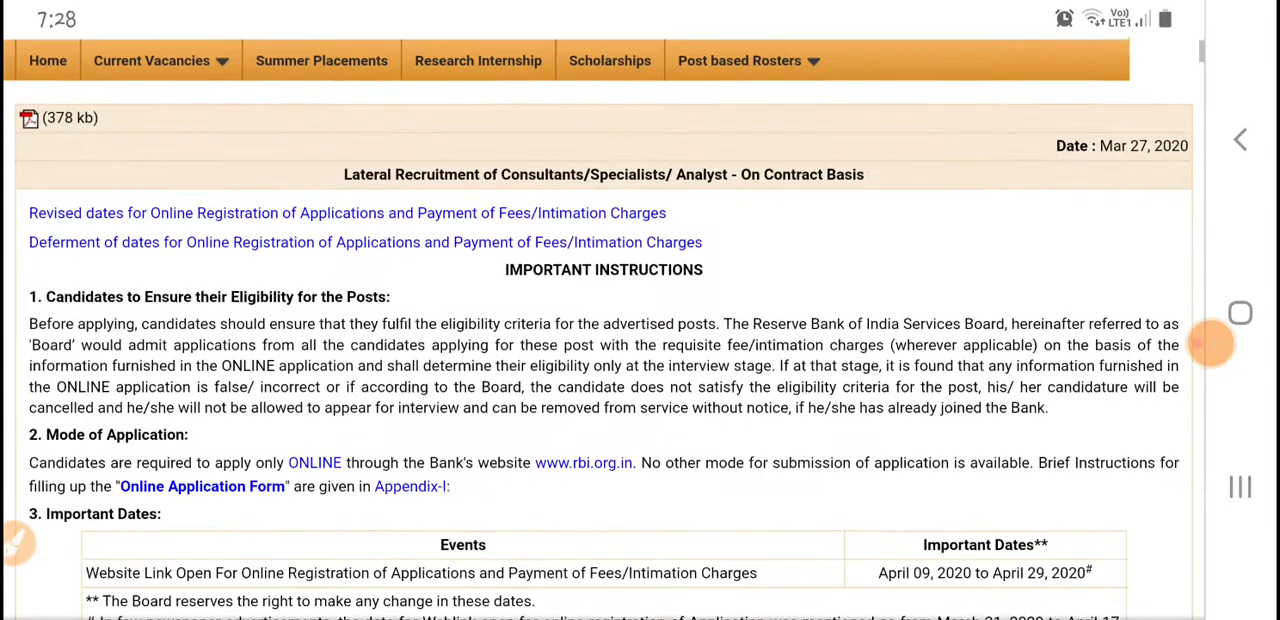 7:28
Vo)) LTE1
Home Current Vacancies Summer Placements Research Internship Scholarships Post based Rosters
(378 kb)
Date : Mar 27, 2020
Lateral Recruitment of Consultants/Specialists/ Analyst - On Contract Basis
Revised dates for Online Registration of Applications and Payment of Fees/Intimation Charges
Deferment of dates for Online Registration of Applications and Payment of Fees/Intimation Charges
IMPORTANT INSTRUCTIONS
1. Candidates to Ensure their Eligibility for the Posts:
Before applying, candidates should ensure that they fulfil the eligibility criteria for the advertised posts. The Reserve Bank of India Services Board, hereinafter referred to as
'Board' would admit applications from all the candidates applying for these post with the requisite fee/intimation charges (wherever applicable) on the basis of the
information furnished in the ONLINE application and shall determine their eligibility only at the interview stage. If at that stage, it is found that any information furnished in
the ONLINE application is false/ incorrect or if according to the Board, the candidate does not satisfy the eligibility criteria for the post, his/ her candidature will be
cancelled and he/she will not be allowed to appear for interview and can be removed from service without notice, if he/she has already joined the Bank.
2. Mode of Application:
Candidates are required to apply only ONLINE through the Bank's website www.rbi.org.in. No other mode for submission of application is available. Brief Instructions for
filling up the "Online Application Form" are given in Appendix-I:
3. Important Dates:
Events Important Dates**
Website Link Open For Online Registration of Applications and Payment of Fees/Intimation Charges April 09, 2020 to April 29, 2020#
** The Board reserves the right to make any change in these dates.